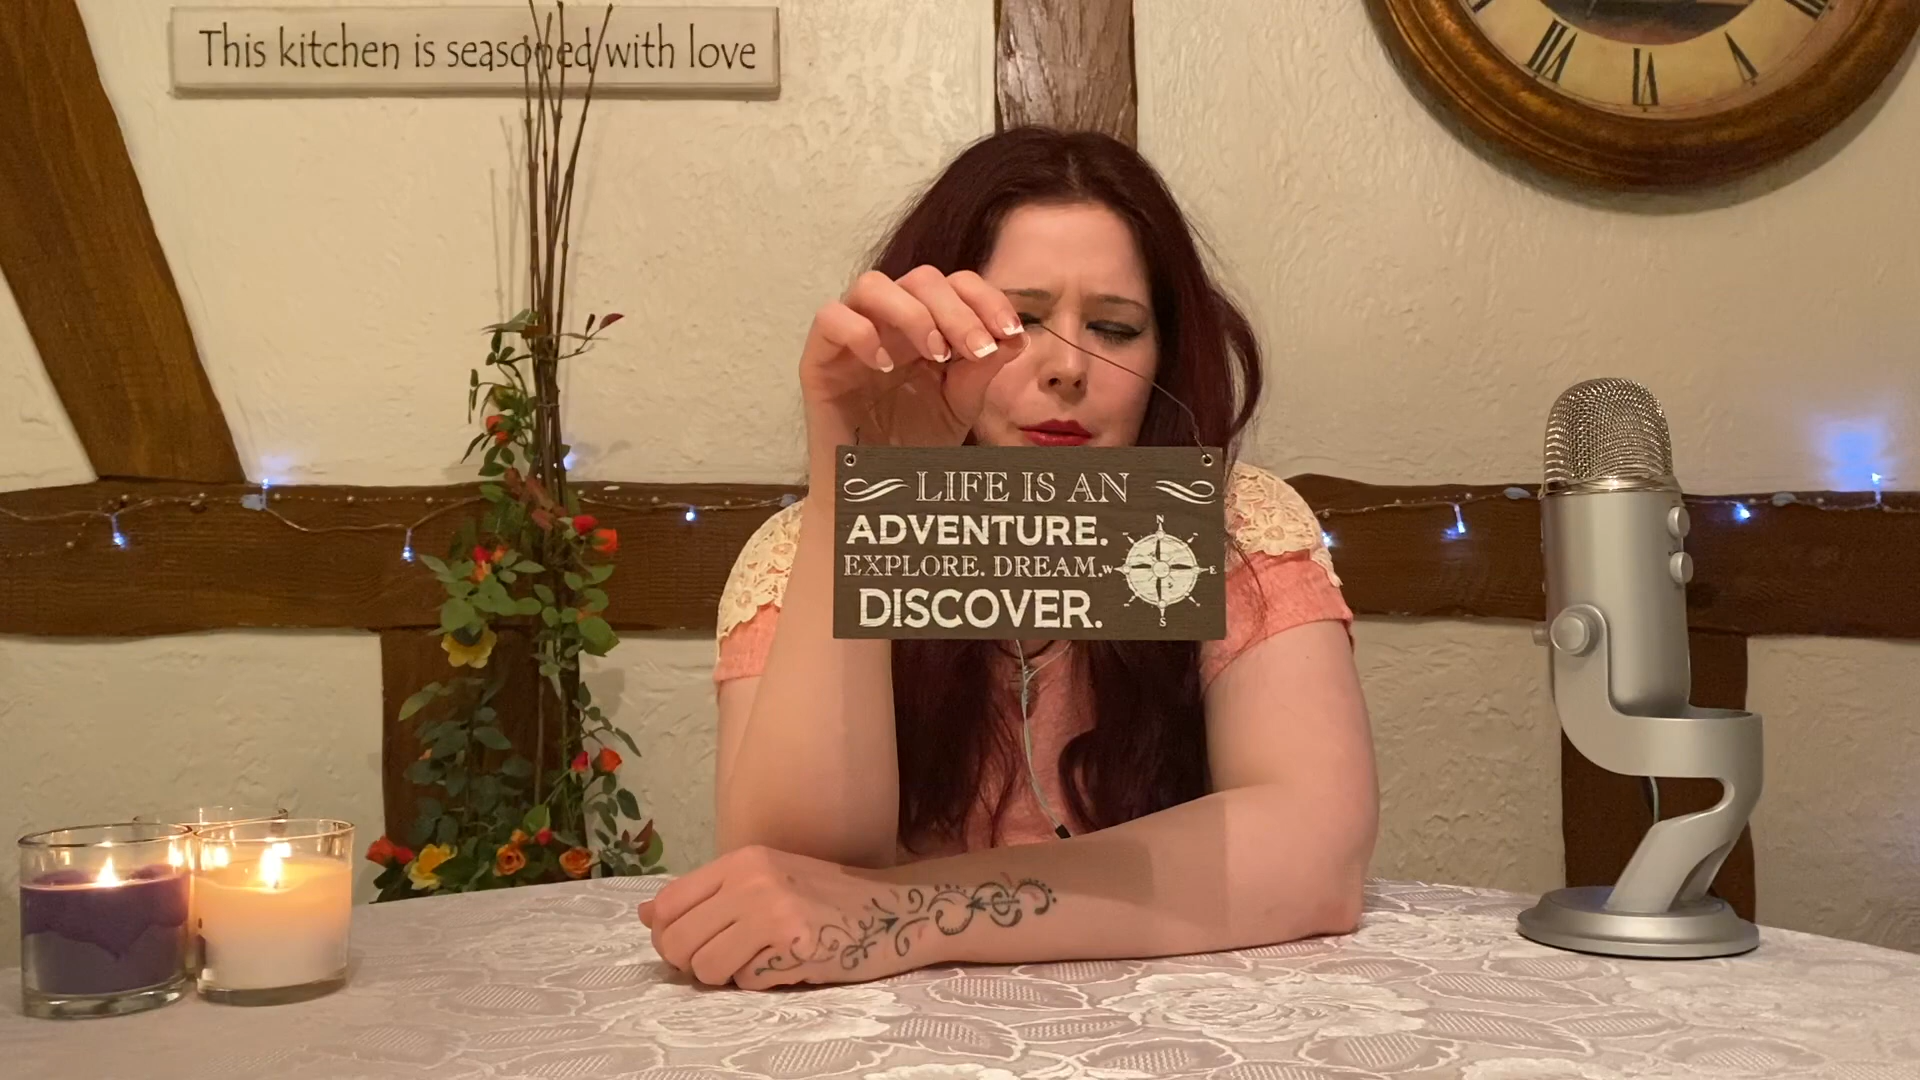 This kitchen is seasoned with love
LIFE IS AN
ADVENTURE.
EXPLORE. DREAM.
DISCOVER.
N
W E
S